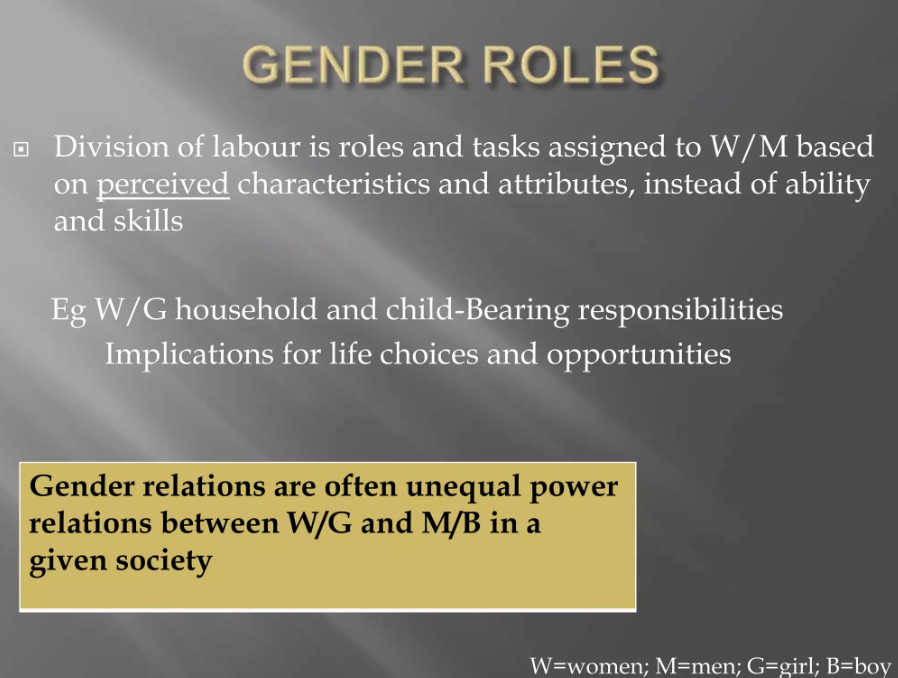 GENDER ROLES
Division of labour is roles and tasks assigned to W/M based
on perceived characteristics and attributes, instead of ability
and skills
Eg W/G household and child-Bearing responsibilities
Implications for life choices and opportunities
Gender relations are often unequal power
relations between W/G and M/B in a
given society
W=women; M=men; G=girl; B=boy